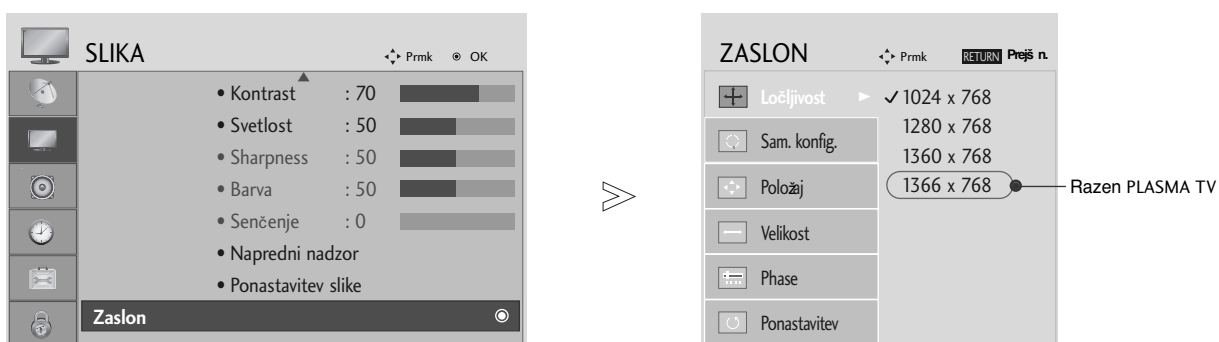 SLIKA Prmk OK
• Kontrast : 70
• Svetlost : 50
• Sharpness : 50
• Barva : 50
• Senčenje : 0
• Napredni nadzor
• Ponastavitev slike
Zaslon
ZASLON Prmk RETURN Prejš n.
Ločljivost ► ✓ 1024 x 768
1280 x 768
Sam. konfig.
1360 x 768
Položaj
1366 x 768 Razen PLASMA TV
Velikost
Phase
Ponastavitev